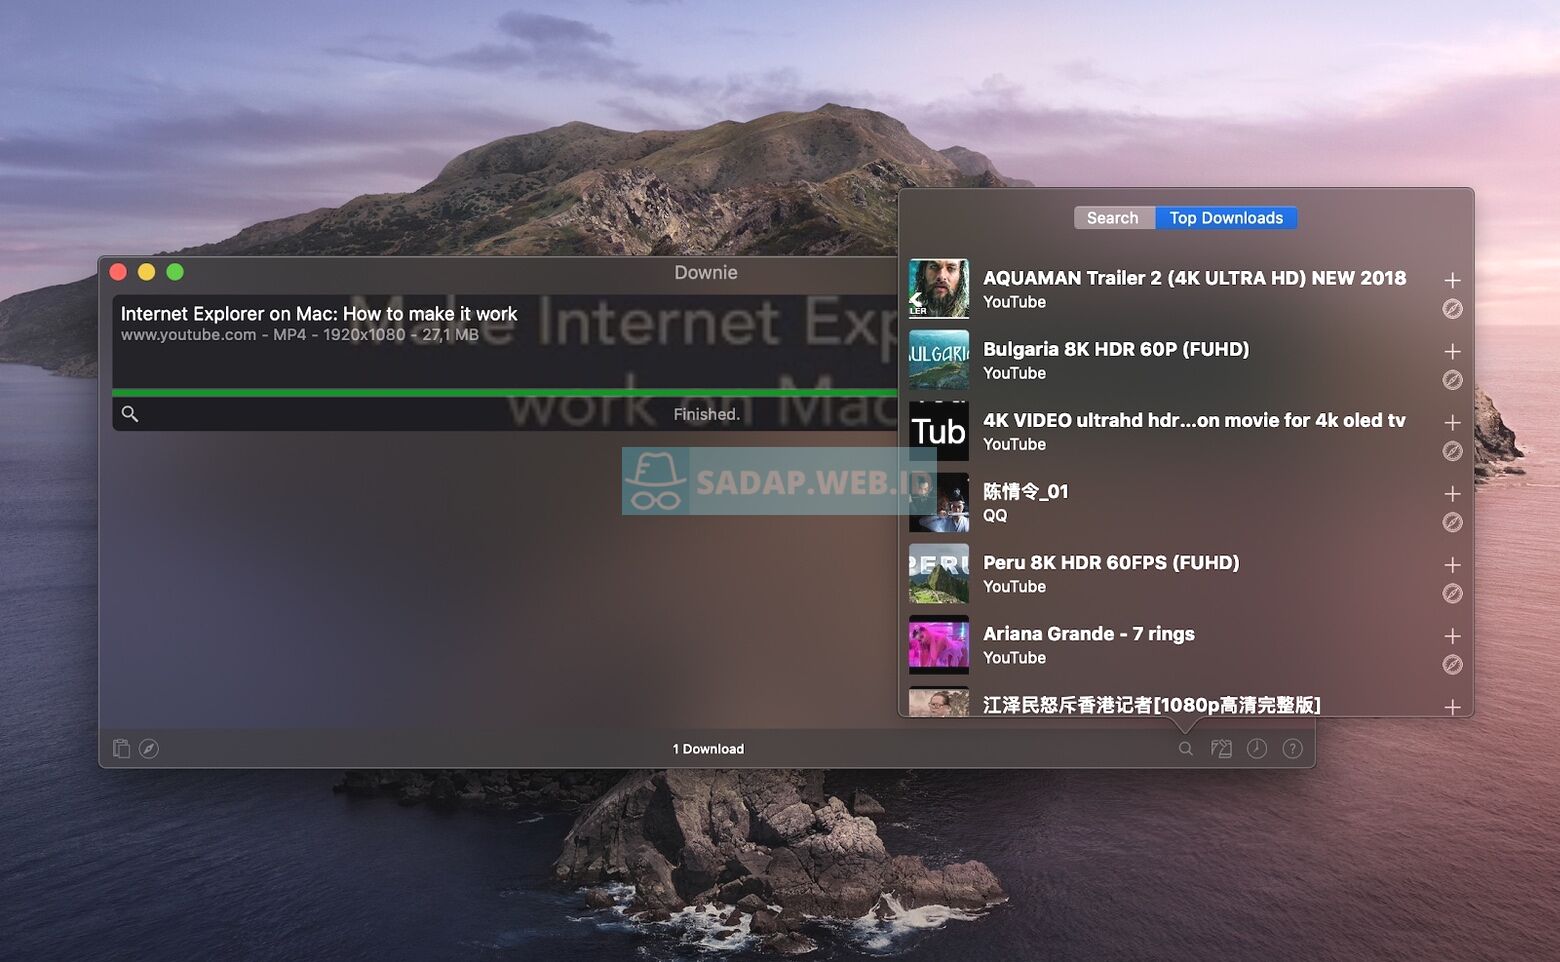 Downie
Internet Explorer on Mac: How to make it work
www.youtube.com - MP4 - 1920x1080 - 27,1 MB
Make Internet Exp
work on Mac
Finished.
1 Download
Search
Top Downloads
LER
AQUAMAN Trailer 2 (4K ULTRA HD) NEW 2018
YouTube
ULGARI
Bulgaria 8K HDR 60P (FUHD)
YouTube
Tub
4K VIDEO ultrahd hdr...on movie for 4k oled tv
YouTube
陈情令_01
QQ
PERU
Peru 8K HDR 60FPS (FUHD)
YouTube
Ariana Grande - 7 rings
YouTube
江泽民怒斥香港记者[1080p高清完整版]
SADAP.WEB.ID